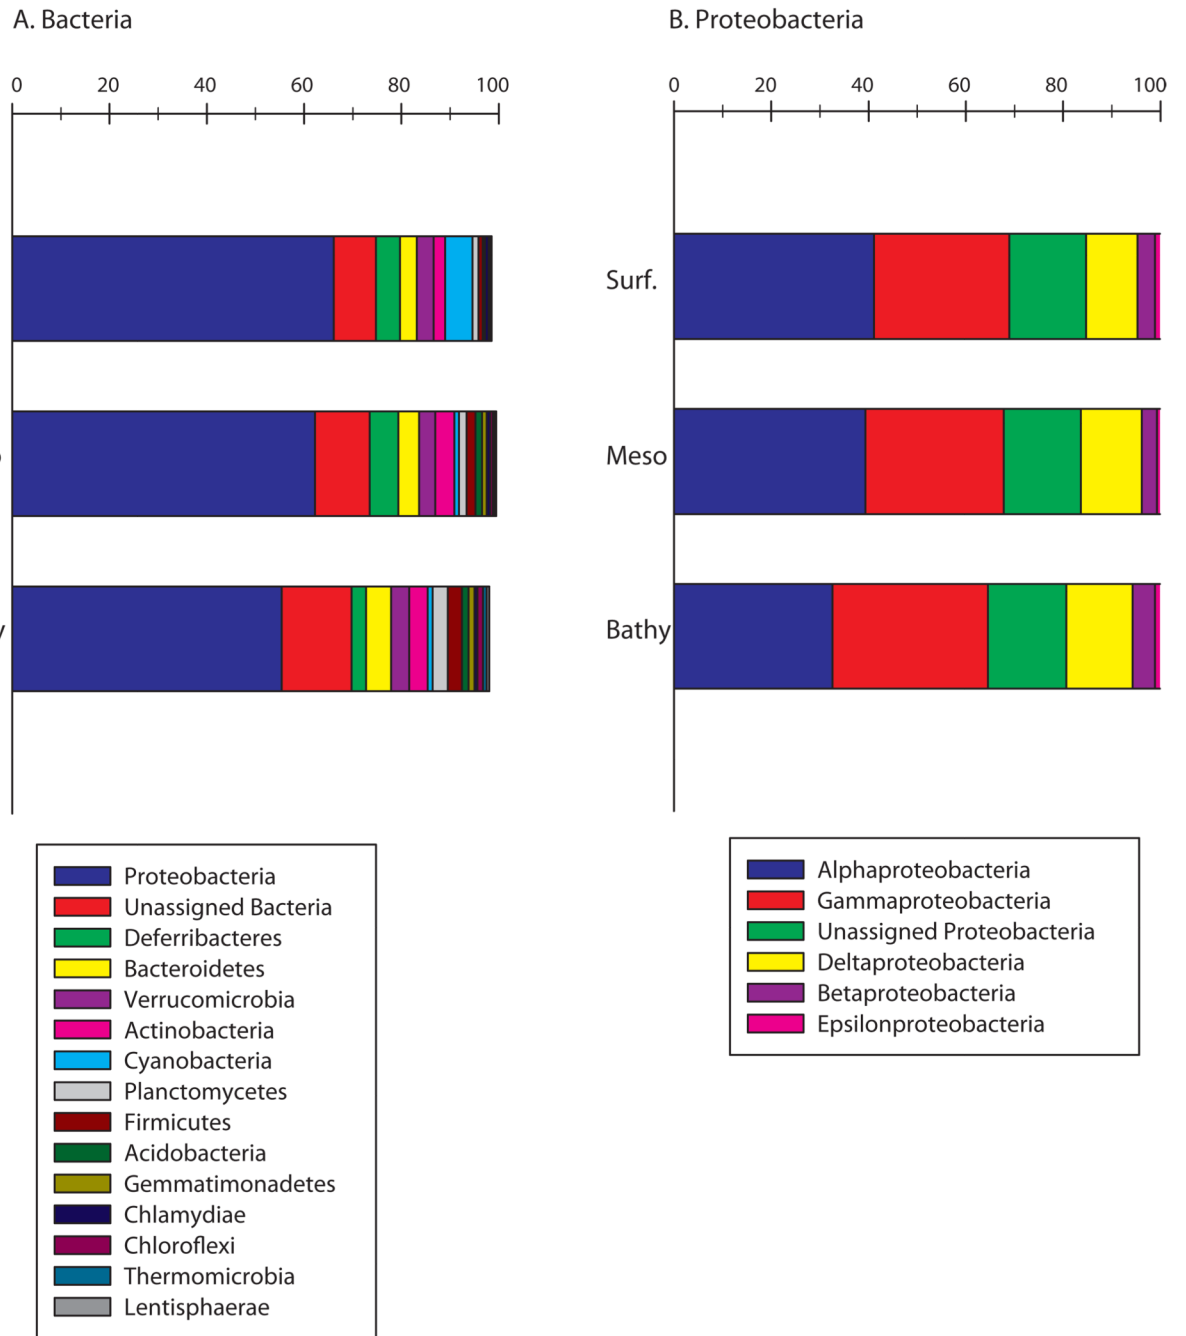 A. Bacteria
0 20 40 60 80 100
Proteobacteria
Unassigned Bacteria
Deferribacteres
Bacteroidetes
Verrucomicrobia
Actinobacteria
Cyanobacteria
Planctomycetes
Firmicutes
Acidobacteria
Gemmatimonadetes
Chlamydiae
Chloroflexi
Thermomicrobia
Lentisphaerae
B. Proteobacteria
0 20 40 60 80 100
Surf.
Meso
Bathy
Alphaproteobacteria
Gammaproteobacteria
Unassigned Proteobacteria
Deltaproteobacteria
Betaproteobacteria
Epsilonproteobacteria